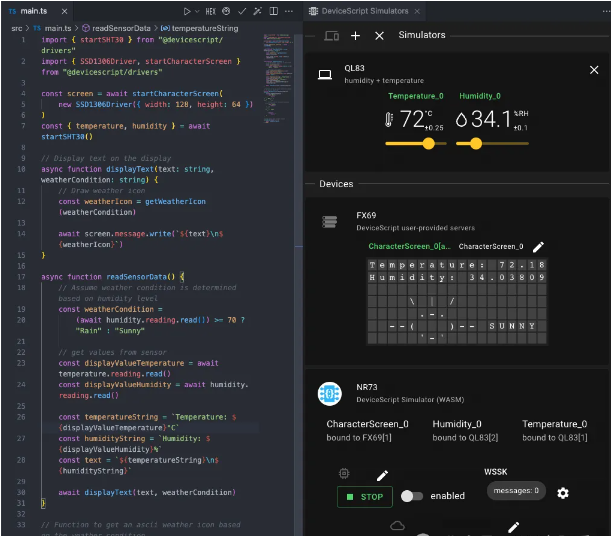 main.ts
HEX
DeviceScript Simulators
src > main.ts > readSensorData > temperatureString
1 import { startSHT30 } from "@devicescript/
drivers"
2 import { SSD1306Driver, startCharacterScreen }
3 from "@devicescript/drivers"
4 const screen = await startCharacterScreen(
5 new SSD1306Driver({ width: 128, height: 64 })
6 )
7 const { temperature, humidity } = await
startSHT30()
8
9 // Display text on the display
10 async function displayText(text: string,
weatherCondition: string) {
11 // Draw weather icon
12 const weatherIcon = getWeatherIcon
13 (weatherCondition)
14 await screen.message.write(`${text}\n$
{weatherIcon}`)
15 }
16
17 async function readSensorData() {
18 // Assume weather condition is determined
based on humidity level
19 const weatherCondition =
20 (await humidity.reading.read()) >= 70 ?
"Rain" : "Sunny"
21
22 // get values from sensor
23 const displayValueTemperature = await
temperature.reading.read()
24 const displayValueHumidity = await humidity.
reading.read()
25
26 const temperatureString = `Temperature: $
{displayValueTemperature}°C`
27 const humidityString = `Humidity: $
{displayValueHumidity}%`
28 const text = `${temperatureString}\n$
{humidityString}`
29
30 await displayText(text, weatherCondition)
31 }
32
33 // Function to get an ascii weather icon based
Simulators
QL83
humidity + temperature
Temperature_0 Humidity_0
72 °C ±0.25 34.1 %RH ±0.1
Devices
FX69
DeviceScript user-provided servers
CharacterScreen_0[a... CharacterScreen_0
Temperature: 72.18
Humidity: 34.03809
\ | /
.-.
--( )-- SUNNY
'-'
NR73
DeviceScript Simulator (WASM)
CharacterScreen_0 Humidity_0 Temperature_0
bound to FX69[1] bound to QL83[2] bound to QL83[1]
WSSK
STOP enabled messages: 0